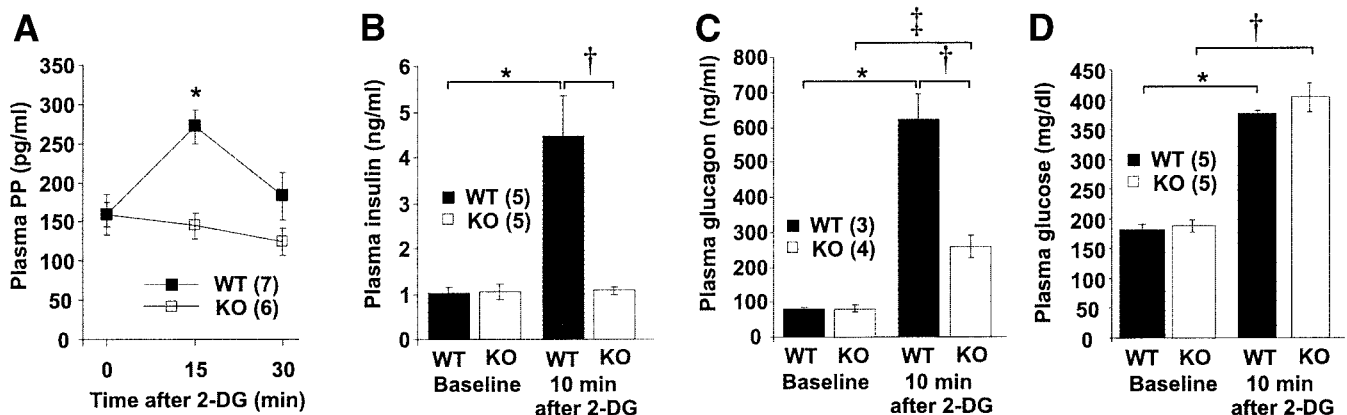 A
Plasma PP (pg/ml)
350
300
250
200
150
100
50
0
*
WT (7)
KO (6)
0 15 30
Time after 2-DG (min)
B
Plasma insulin (ng/ml)
6
5
4
3
2
1
0
*
†
WT (5)
KO (5)
WT KO WT KO
Baseline 10 min
after 2-DG
C
Plasma glucagon (ng/ml)
800
700
600
500
400
300
200
100
0
‡
*
†
WT (3)
KO (4)
WT KO WT KO
Baseline 10 min
after 2-DG
D
Plasma glucose (mg/dl)
450
400
350
300
250
200
150
100
50
0
†
*
WT (5)
KO (5)
WT KO WT KO
Baseline 10 min
after 2-DG